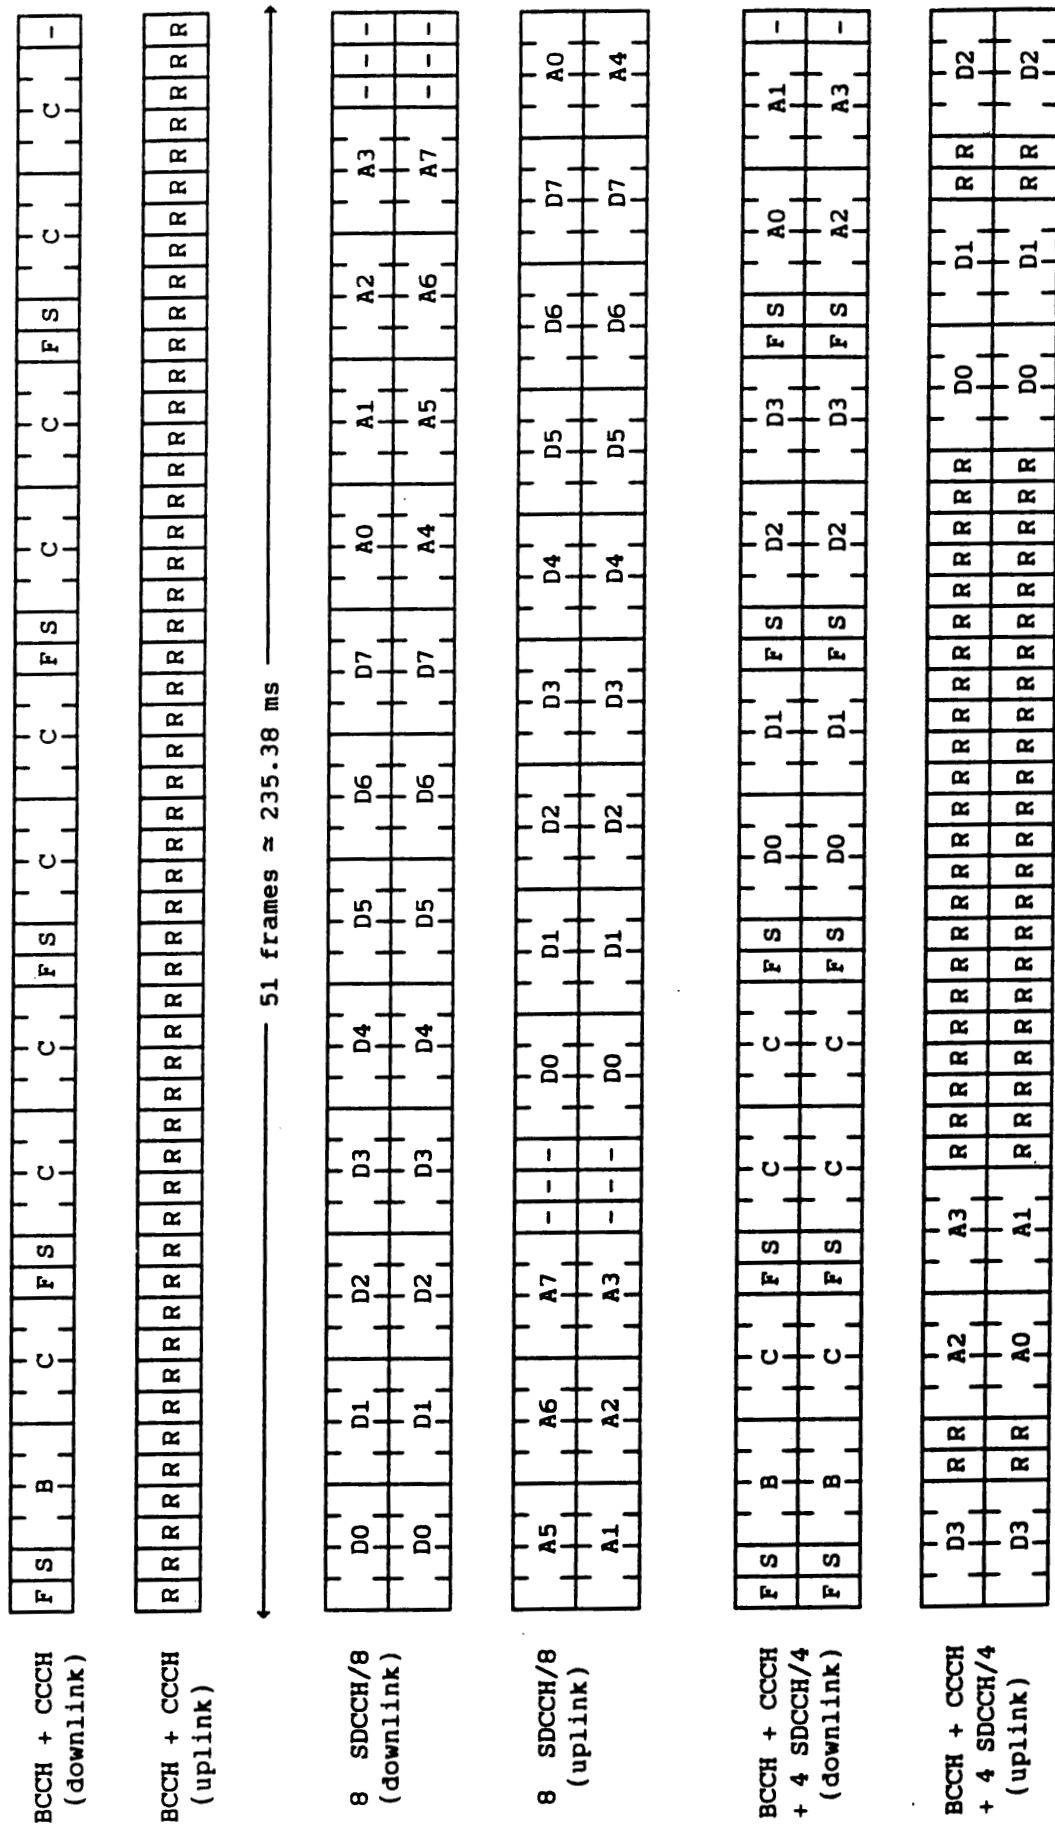 BCCH + CCCH
(downlink)
F S B C F S C C F S C C F S C C F S C C -
BCCH + CCCH
(uplink)
R R R R R R R R R R R R R R R R R R R R R R R R R R R R R R R R R R R R R R R R R R R R R R R R R R R
51 frames ≃ 235.38 ms
8 SDCCH/8
(downlink)
D0 D1 D2 D3 D4 D5 D6 D7 A0 A1 A2 A3 - - -
D0 D1 D2 D3 D4 D5 D6 D7 A4 A5 A6 A7 - - -
8 SDCCH/8
(uplink)
A5 A6 A7 - - - D0 D1 D2 D3 D4 D5 D6 D7 A0
A1 A2 A3 - - - D0 D1 D2 D3 D4 D5 D6 D7 A4
BCCH + CCCH
+ 4 SDCCH/4
(downlink)
F S B C F S C C F S D0 D1 F S D2 D3 F S A0 A1 -
F S B C F S C C F S D0 D1 F S D2 D3 F S A2 A3 -
BCCH + CCCH
+ 4 SDCCH/4
(uplink)
D3 R R A2 A3 R R R R R R R R R R R R R R R R R R R R R R R D0 D1 R R D2
D3 R R A0 A1 R R R R R R R R R R R R R R R R R R R R R R R D0 D1 R R D2